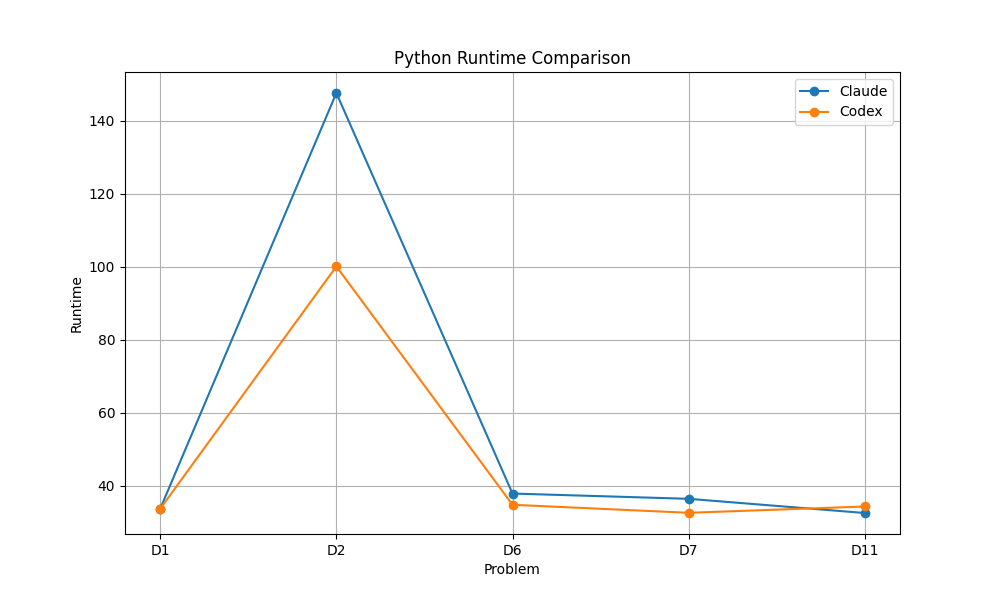 Python Runtime Comparison
Claude
Codex
140
120
100
80
60
40
Runtime
D1 D2 D6 D7 D11
Problem